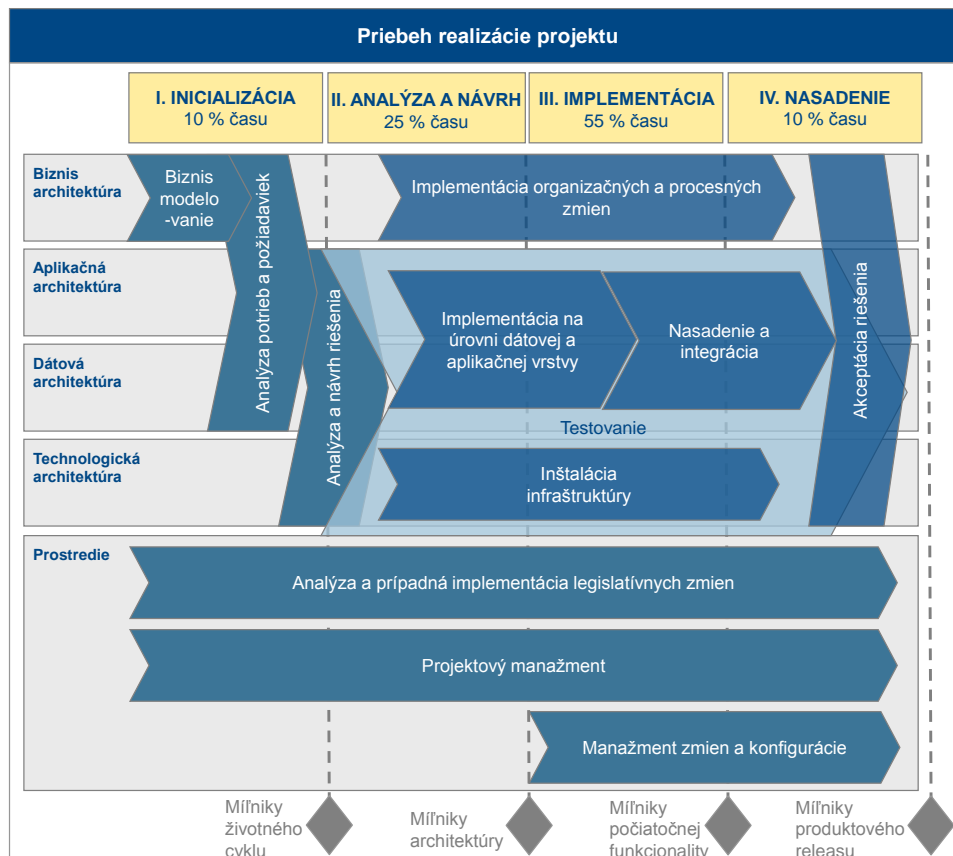 Priebeh realizácie projektu
I. INICIALIZÁCIA
10 % času
II. ANALÝZA A NÁVRH
25 % času
III. IMPLEMENTÁCIA
55 % času
IV. NASADENIE
10 % času
Biznis
architektúra
Biznis
modelo
-vanie
Analýza potrieb a požiadaviek
Implementácia organizačných a procesných
zmien
Aplikačná
architektúra
Analýza a návrh riešenia
Implementácia na
úrovni dátovej a
aplikačnej vrstvy
Nasadenie a
integrácia
Akceptácia riešenia
Dátová
architektúra
Testovanie
Technologická
architektúra
Inštalácia
infraštruktúry
Prostredie
Analýza a prípadná implementácia legislatívnych zmien
Projektový manažment
Manažment zmien a konfigurácie
Míľniky
životného
cyklu
Míľniky
architektúry
Míľniky
počiatočnej
funkcionality
Míľniky
produktového
releasu